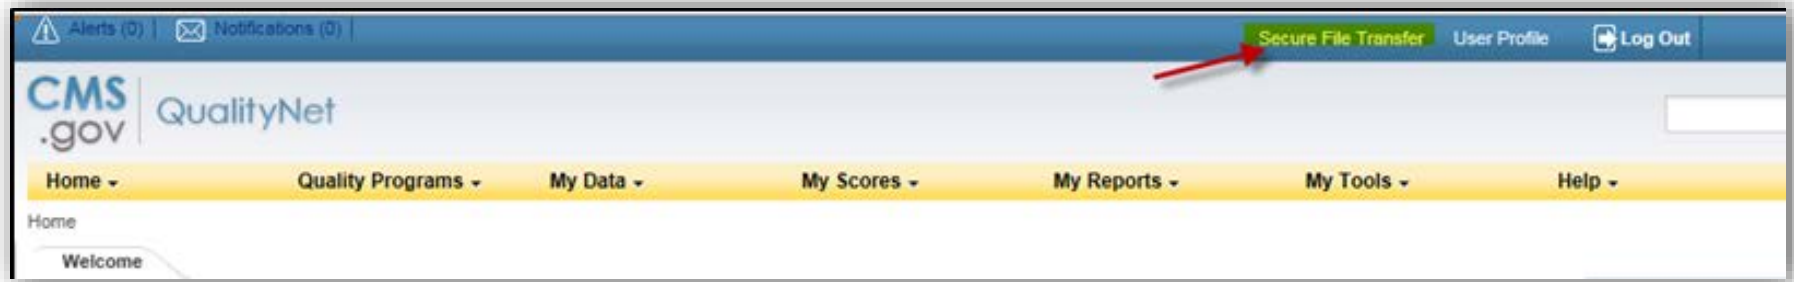 Alerts (0) | Notifications (0) | Secure File Transfer User Profile Log Out
CMS
.gov
QualityNet
Home Quality Programs My Data My Scores My Reports My Tools Help
Home
Welcome